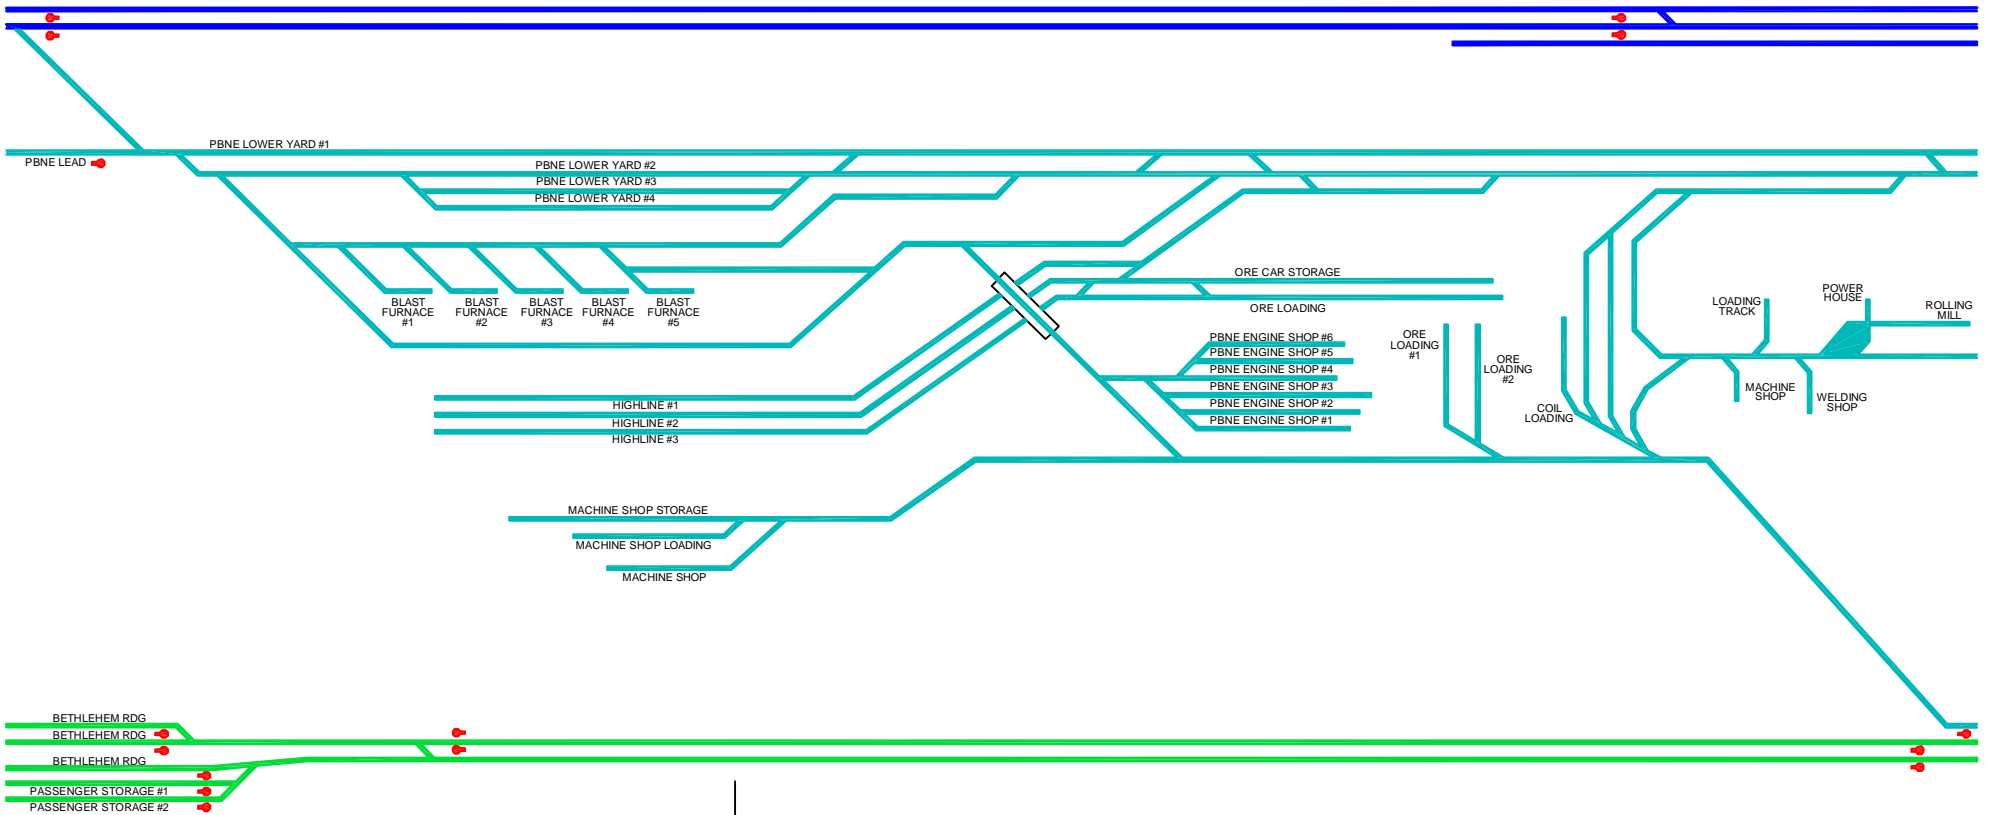 PBNE LOWER YARD #1
PBNE LEAD
PBNE LOWER YARD #2
PBNE LOWER YARD #3
PBNE LOWER YARD #4
BLAST
FURNACE
#1
BLAST
FURNACE
#2
BLAST
FURNACE
#3
BLAST
FURNACE
#4
BLAST
FURNACE
#5
ORE CAR STORAGE
ORE LOADING
PBNE ENGINE SHOP #6
PBNE ENGINE SHOP #5
PBNE ENGINE SHOP #4
PBNE ENGINE SHOP #3
PBNE ENGINE SHOP #2
PBNE ENGINE SHOP #1
ORE
LOADING
#1
ORE
LOADING
#2
COIL
LOADING
LOADING
TRACK
POWER
HOUSE
ROLLING
MILL
MACHINE
SHOP
WELDING
SHOP
HIGHLINE #1
HIGHLINE #2
HIGHLINE #3
MACHINE SHOP STORAGE
MACHINE SHOP LOADING
MACHINE SHOP
BETHLEHEM RDG
BETHLEHEM RDG
BETHLEHEM RDG
PASSENGER STORAGE #1
PASSENGER STORAGE #2